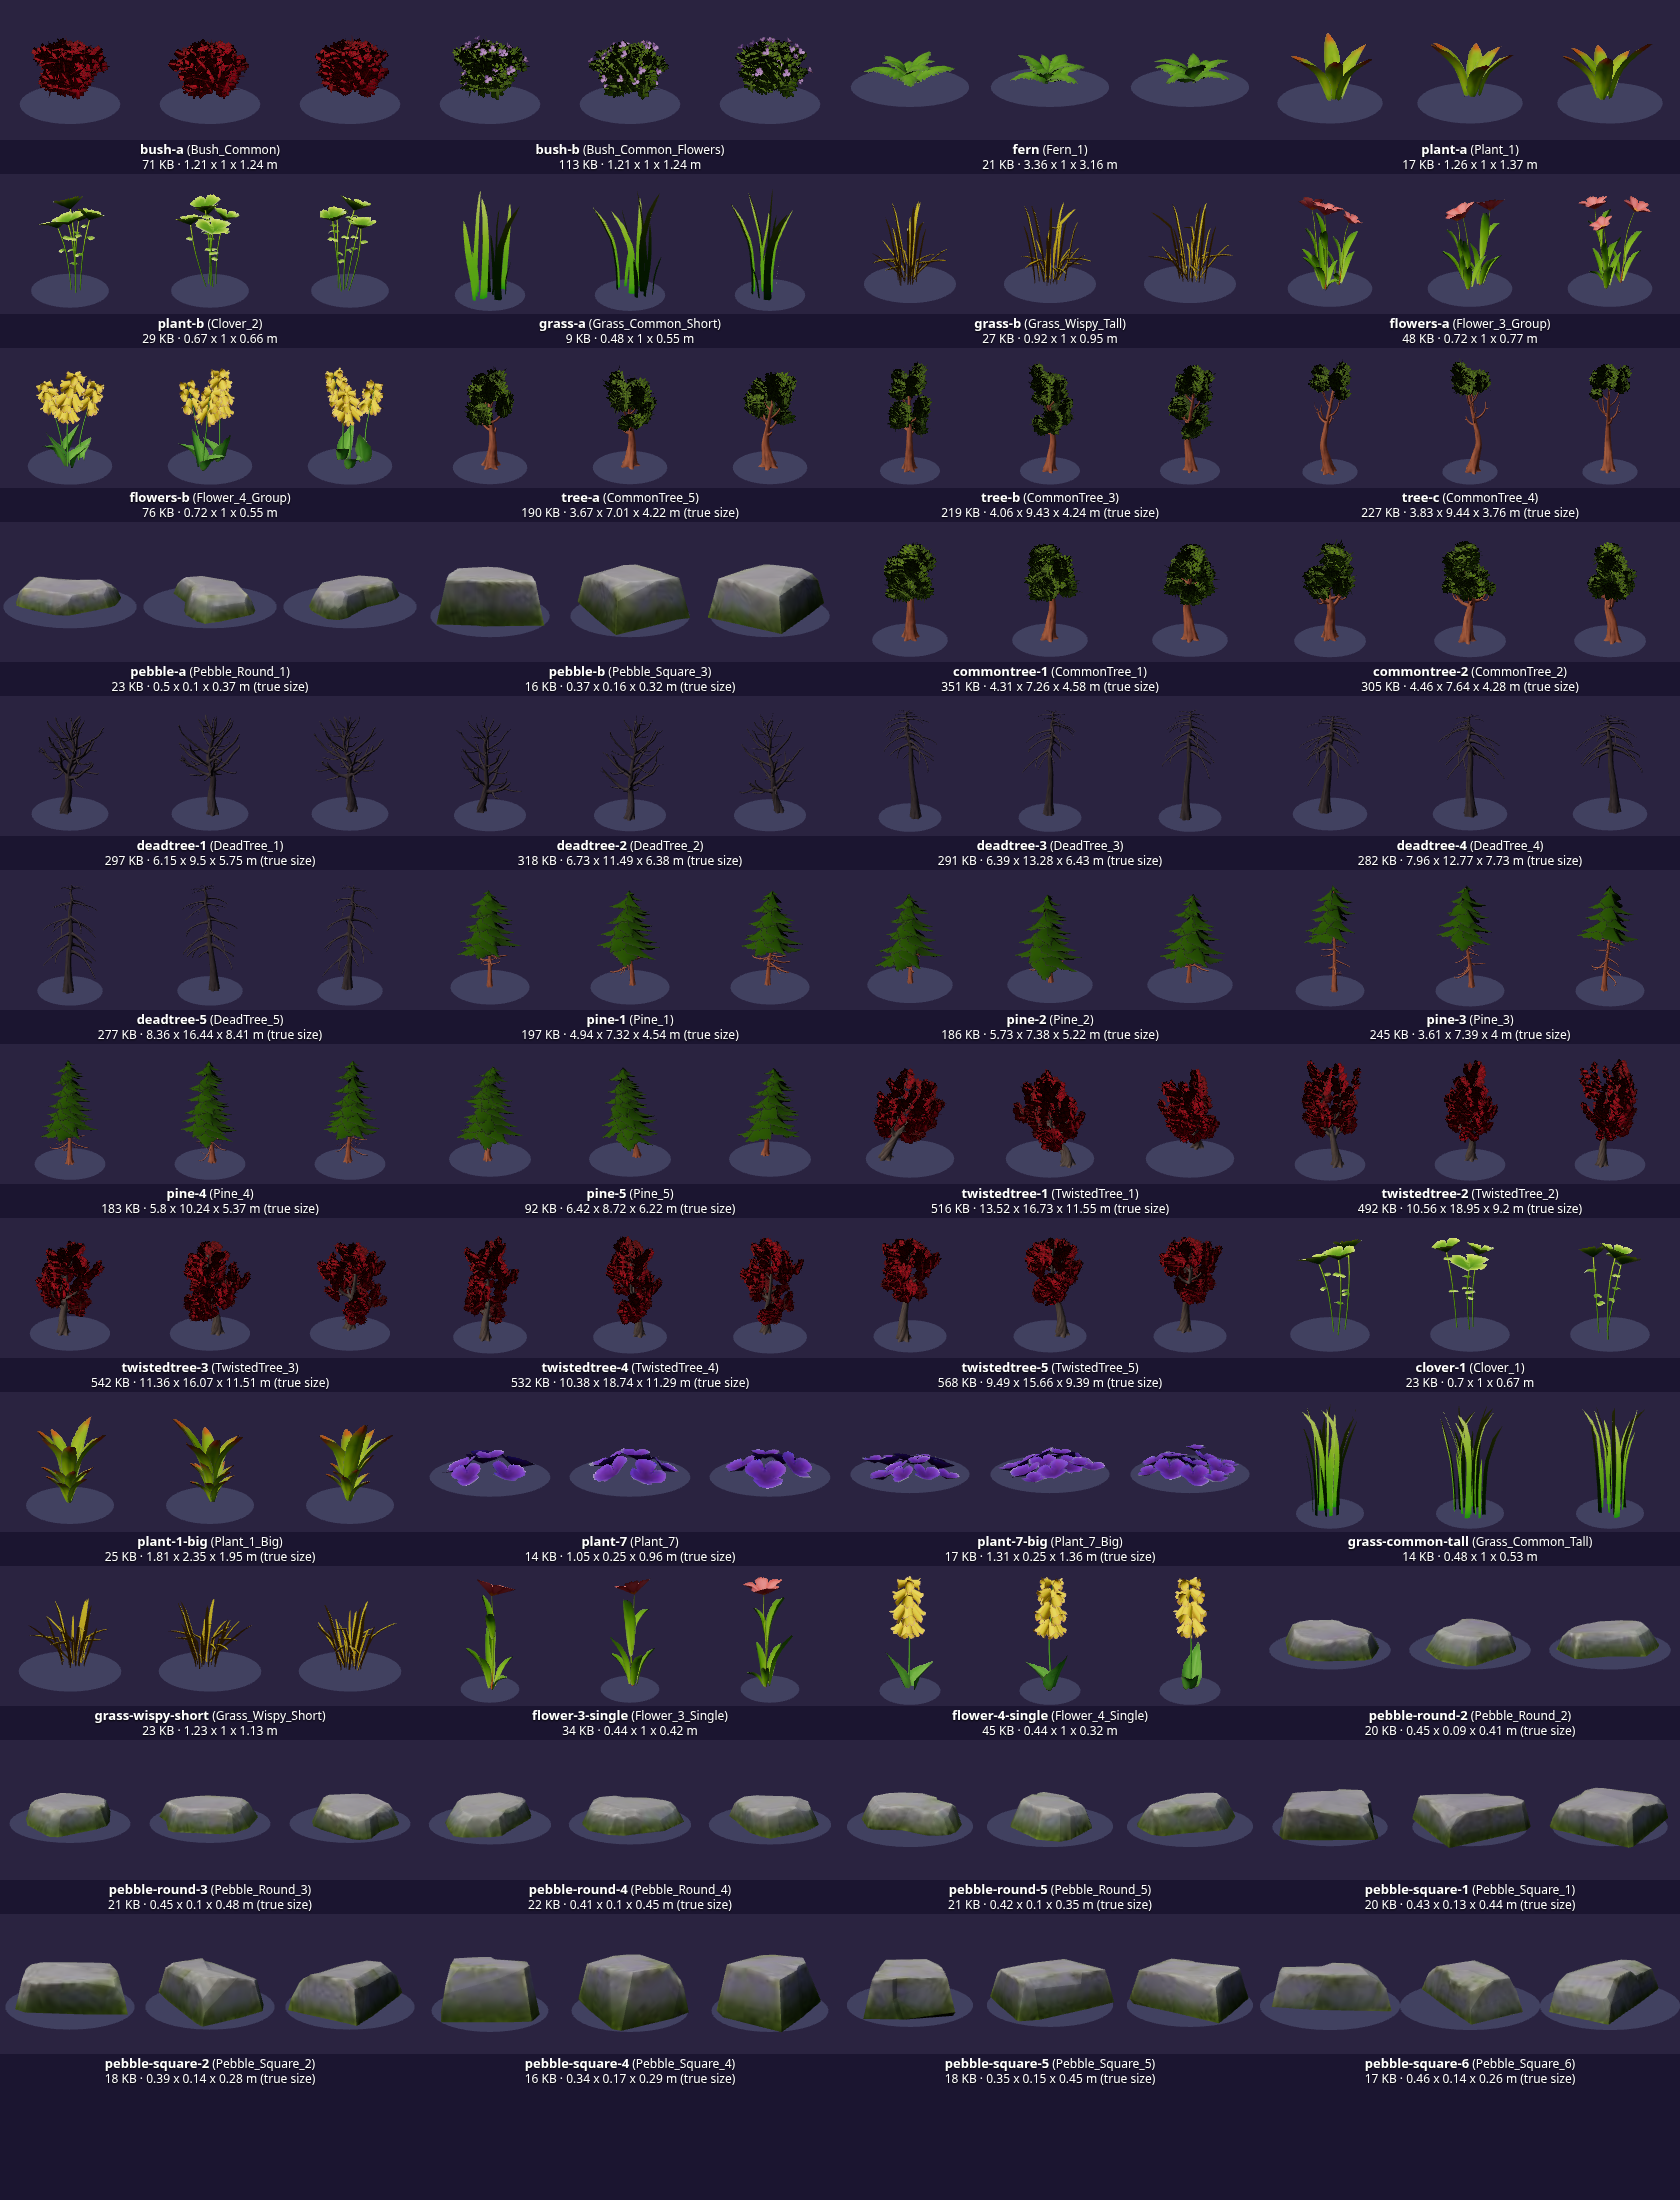 bush-a (Bush_Common)
71 KB · 1.21 x 1 x 1.24 m
bush-b (Bush_Common_Flowers)
113 KB · 1.21 x 1 x 1.24 m
fern (Fern_1)
21 KB · 3.36 x 1 x 3.16 m
plant-a (Plant_1)
17 KB · 1.26 x 1 x 1.37 m
plant-b (Clover_2)
29 KB · 0.67 x 1 x 0.66 m
grass-a (Grass_Common_Short)
9 KB · 0.48 x 1 x 0.55 m
grass-b (Grass_Wispy_Tall)
27 KB · 0.92 x 1 x 0.95 m
flowers-a (Flower_3_Group)
48 KB · 0.72 x 1 x 0.77 m
flowers-b (Flower_4_Group)
76 KB · 0.72 x 1 x 0.55 m
tree-a (CommonTree_5)
190 KB · 3.67 x 7.01 x 4.22 m (true size)
tree-b (CommonTree_3)
219 KB · 4.06 x 9.43 x 4.24 m (true size)
tree-c (CommonTree_4)
227 KB · 3.83 x 9.44 x 3.76 m (true size)
pebble-a (Pebble_Round_1)
23 KB · 0.5 x 0.1 x 0.37 m (true size)
pebble-b (Pebble_Square_3)
16 KB · 0.37 x 0.16 x 0.32 m (true size)
commontree-1 (CommonTree_1)
351 KB · 4.31 x 7.26 x 4.58 m (true size)
commontree-2 (CommonTree_2)
305 KB · 4.46 x 7.64 x 4.28 m (true size)
deadtree-1 (DeadTree_1)
297 KB · 6.15 x 9.5 x 5.75 m (true size)
deadtree-2 (DeadTree_2)
318 KB · 6.73 x 11.49 x 6.38 m (true size)
deadtree-3 (DeadTree_3)
291 KB · 6.39 x 13.28 x 6.43 m (true size)
deadtree-4 (DeadTree_4)
282 KB · 7.96 x 12.77 x 7.73 m (true size)
deadtree-5 (DeadTree_5)
277 KB · 8.36 x 16.44 x 8.41 m (true size)
pine-1 (Pine_1)
197 KB · 4.94 x 7.32 x 4.54 m (true size)
pine-2 (Pine_2)
186 KB · 5.73 x 7.38 x 5.22 m (true size)
pine-3 (Pine_3)
245 KB · 3.61 x 7.39 x 4 m (true size)
pine-4 (Pine_4)
183 KB · 5.8 x 10.24 x 5.37 m (true size)
pine-5 (Pine_5)
92 KB · 6.42 x 8.72 x 6.22 m (true size)
twistedtree-1 (TwistedTree_1)
516 KB · 13.52 x 16.73 x 11.55 m (true size)
twistedtree-2 (TwistedTree_2)
492 KB · 10.56 x 18.95 x 9.2 m (true size)
twistedtree-3 (TwistedTree_3)
542 KB · 11.36 x 16.07 x 11.51 m (true size)
twistedtree-4 (TwistedTree_4)
532 KB · 10.38 x 18.74 x 11.29 m (true size)
twistedtree-5 (TwistedTree_5)
568 KB · 9.49 x 15.66 x 9.39 m (true size)
clover-1 (Clover_1)
23 KB · 0.7 x 1 x 0.67 m
plant-1-big (Plant_1_Big)
25 KB · 1.81 x 2.35 x 1.95 m (true size)
plant-7 (Plant_7)
14 KB · 1.05 x 0.25 x 0.96 m (true size)
plant-7-big (Plant_7_Big)
17 KB · 1.31 x 0.25 x 1.36 m (true size)
grass-common-tall (Grass_Common_Tall)
14 KB · 0.48 x 1 x 0.53 m
grass-wispy-short (Grass_Wispy_Short)
23 KB · 1.23 x 1 x 1.13 m
flower-3-single (Flower_3_Single)
34 KB · 0.44 x 1 x 0.42 m
flower-4-single (Flower_4_Single)
45 KB · 0.44 x 1 x 0.32 m
pebble-round-2 (Pebble_Round_2)
20 KB · 0.45 x 0.09 x 0.41 m (true size)
pebble-round-3 (Pebble_Round_3)
21 KB · 0.45 x 0.1 x 0.48 m (true size)
pebble-round-4 (Pebble_Round_4)
22 KB · 0.41 x 0.1 x 0.45 m (true size)
pebble-round-5 (Pebble_Round_5)
21 KB · 0.42 x 0.1 x 0.35 m (true size)
pebble-square-1 (Pebble_Square_1)
20 KB · 0.43 x 0.13 x 0.44 m (true size)
pebble-square-2 (Pebble_Square_2)
18 KB · 0.39 x 0.14 x 0.28 m (true size)
pebble-square-4 (Pebble_Square_4)
16 KB · 0.34 x 0.17 x 0.29 m (true size)
pebble-square-5 (Pebble_Square_5)
18 KB · 0.35 x 0.15 x 0.45 m (true size)
pebble-square-6 (Pebble_Square_6)
17 KB · 0.46 x 0.14 x 0.26 m (true size)